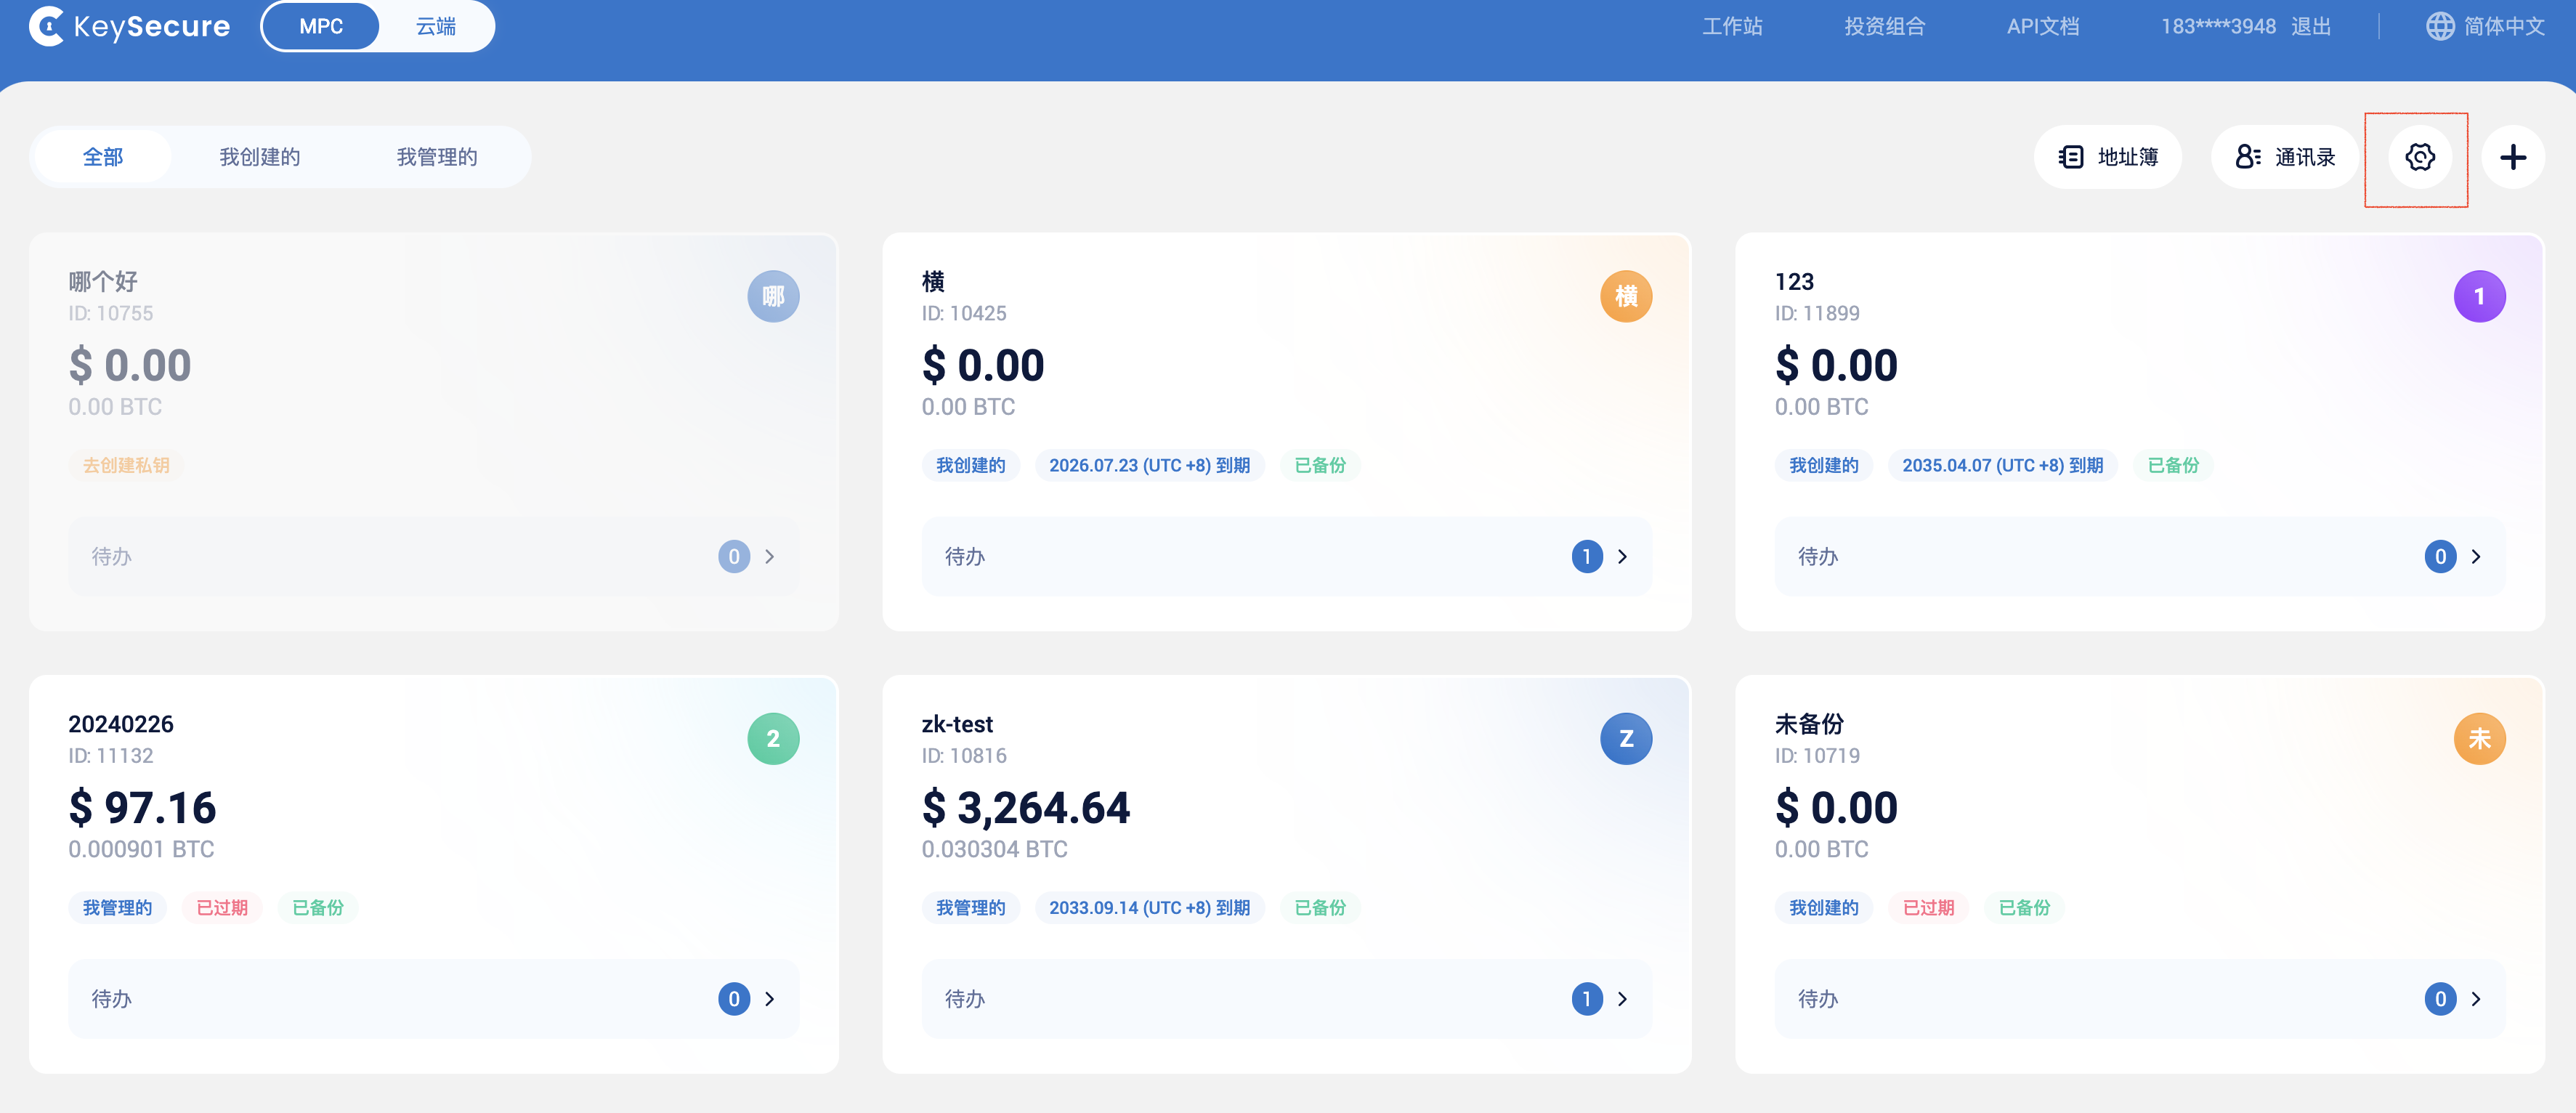 KeySecure MPC 云端 工作站 投资组合 API文档 183****3948 退出 简体中文
全部 我创建的 我管理的 地址簿 通讯录
哪个好 哪
ID: 10755
$ 0.00
0.00 BTC
去创建私钥
待办 0
横 横
ID: 10425
$ 0.00
0.00 BTC
我创建的 2026.07.23 (UTC +8) 到期 已备份
待办 1
123 1
ID: 11899
$ 0.00
0.00 BTC
我创建的 2035.04.07 (UTC +8) 到期 已备份
待办 0
20240226 2
ID: 11132
$ 97.16
0.000901 BTC
我管理的 已过期 已备份
待办 0
zk-test Z
ID: 10816
$ 3,264.64
0.030304 BTC
我管理的 2033.09.14 (UTC +8) 到期 已备份
待办 1
未备份 未
ID: 10719
$ 0.00
0.00 BTC
我创建的 已过期 已备份
待办 0